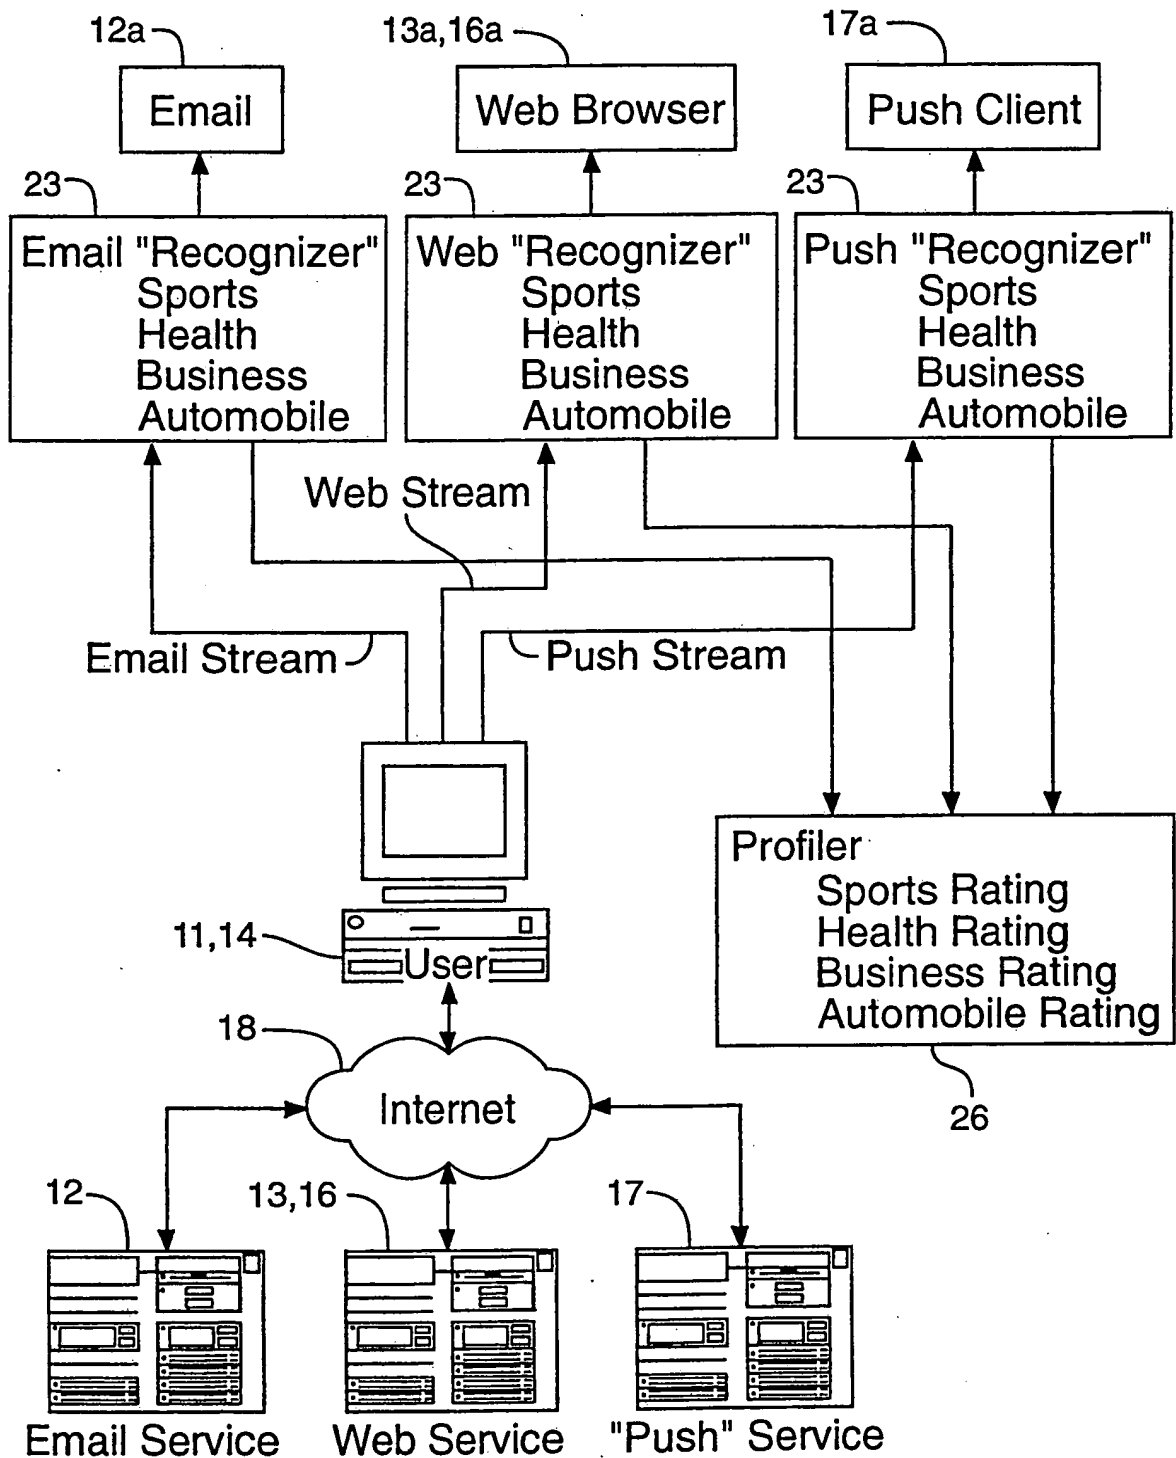 12a
13a,16a
17a
Email
Web Browser
Push Client
23
23
23
Email "Recognizer"
Sports
Health
Business
Automobile
Web "Recognizer"
Sports
Health
Business
Automobile
Push "Recognizer"
Sports
Health
Business
Automobile
Web Stream
Email Stream
Push Stream
Profiler
Sports Rating
Health Rating
Business Rating
Automobile Rating
11,14
User
18
Internet
26
12
13,16
17
Email Service
Web Service
"Push" Service